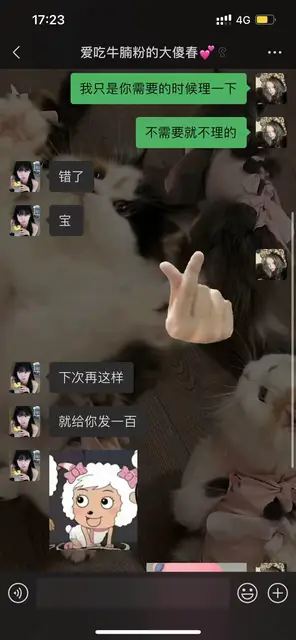 17:23
4G
爱吃牛腩粉的大傻春💕
我只是你需要的时候理一下
不需要就不理的
错了
宝
下次再这样
就给你发一百